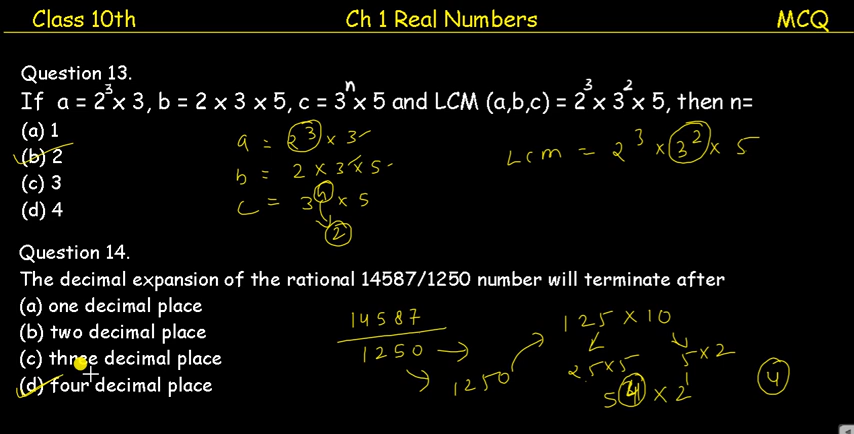 Class 10th Ch 1 Real Numbers MCQ
Question 13.
If a = 2³ x 3, b = 2 x 3 x 5, c = 3ⁿ x 5 and LCM (a,b,c) = 2³ x 3² x 5, then n=
(a) 1
(b) 2
(c) 3
(d) 4
a = 2³ × 3
b = 2 × 3 × 5
c = 3ⁿ × 5
2
LCM = 2³ × 3² × 5
Question 14.
The decimal expansion of the rational 14587/1250 number will terminate after
(a) one decimal place
(b) two decimal place
(c) three decimal place
(d) four decimal place
14587
1250
1250
125 × 10
25 × 5 5 × 2
5⁴ × 2¹
4